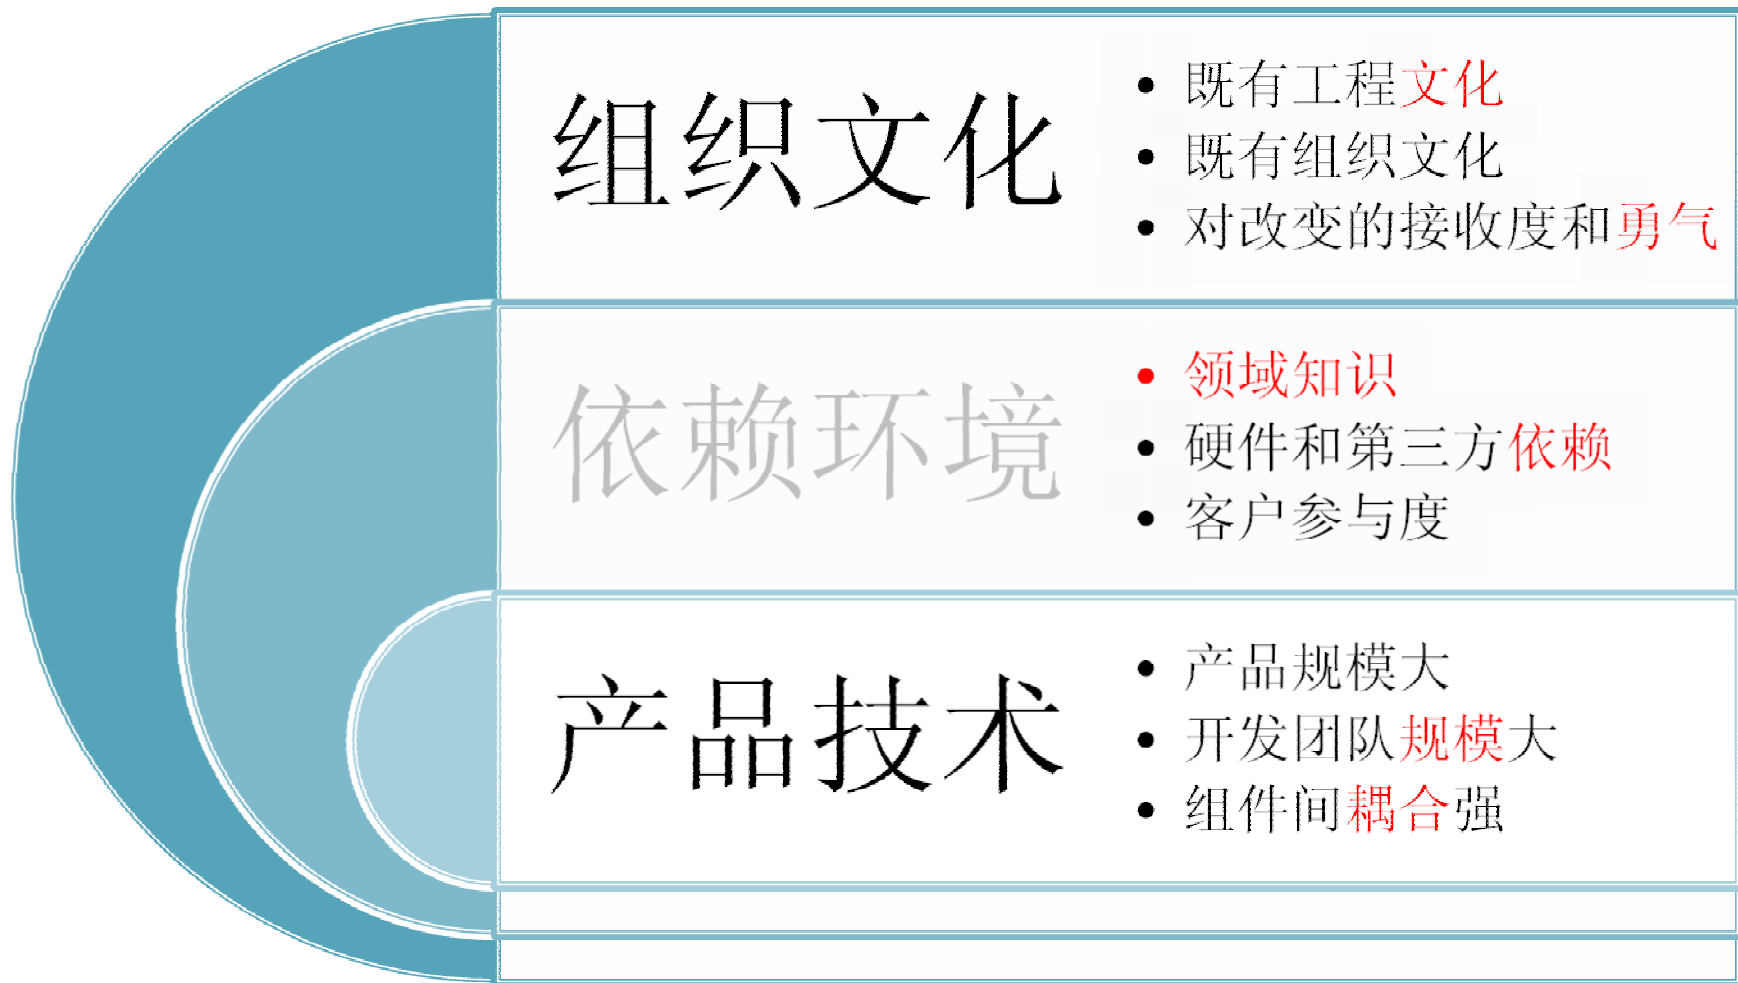 组织文化
• 既有工程文化
• 既有组织文化
• 对改变的接收度和勇气
依赖环境
• 领域知识
• 硬件和第三方依赖
• 客户参与度
产品技术
• 产品规模大
• 开发团队规模大
• 组件间耦合强